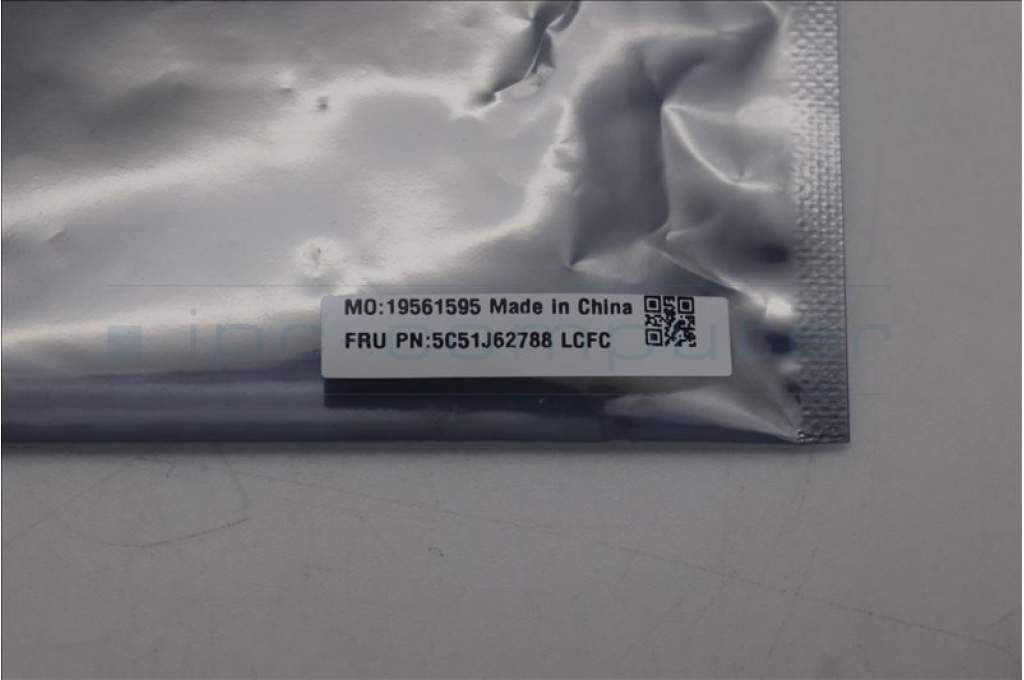 MO:19561595 Made in China
FRU PN:5C51J62788 LCFC